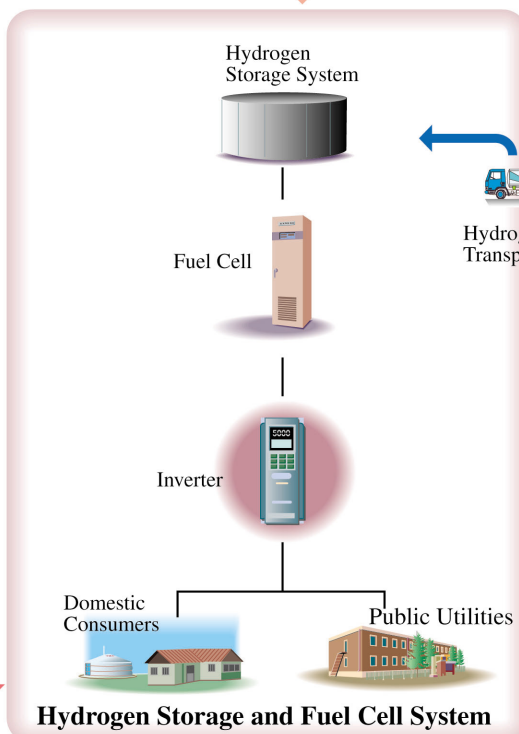 Hydrogen
Storage System
Fuel Cell
5000
Inverter
Domestic
Consumers
Public Utilities
Hydrogen Storage and Fuel Cell System